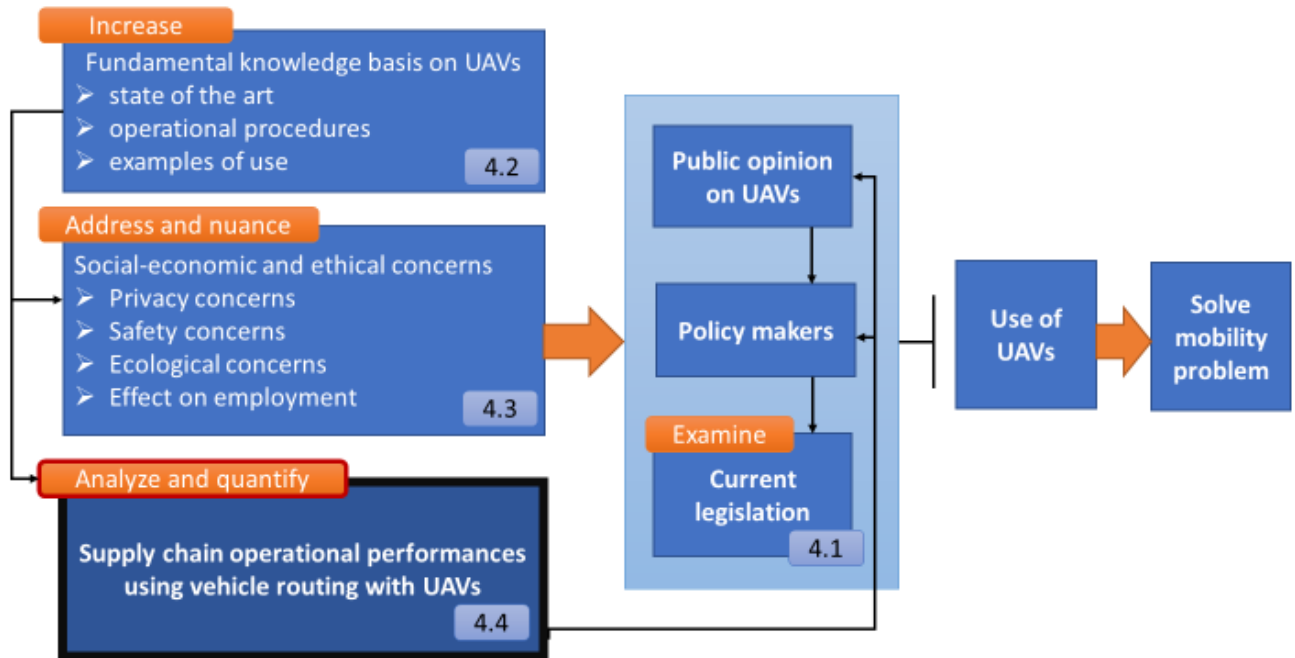 Increase
Fundamental knowledge basis on UAVs
➢ state of the art
➢ operational procedures
➢ examples of use
4.2
Address and nuance
Social-economic and ethical concerns
➢ Privacy concerns
➢ Safety concerns
➢ Ecological concerns
➢ Effect on employment
4.3
Analyze and quantify
Supply chain operational performances
using vehicle routing with UAVs
4.4
Public opinion
on UAVs
Policy makers
Examine
Current
legislation
4.1
Use of
UAVs
Solve
mobility
problem